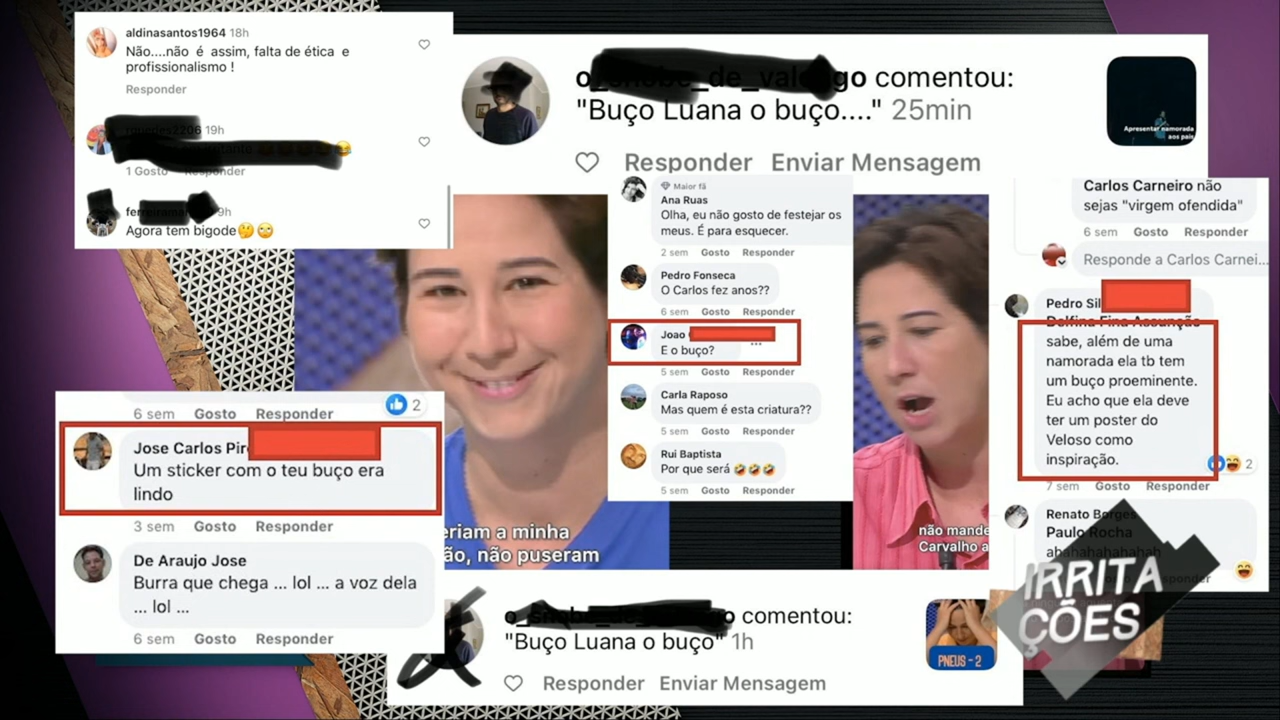 aldinasantos1964 18h
Não....não é assim, falta de ética e
profissionalismo !
Responder
19h
1 Gosto Responder
9h
Agora tem bigode🤔🙄
comentou:
"Buço Luana o buço...." 25min
Responder Enviar Mensagem
Apresentar namorada
aos pais
Maior fã
Ana Ruas
Olha, eu não gosto de festejar os
meus. É para esquecer.
2 sem Gosto Responder
Pedro Fonseca
O Carlos fez anos??
6 sem Gosto Responder
Joao
E o buço?
5 sem Gosto Responder
Carla Raposo
Mas quem é esta criatura??
5 sem Gosto Responder
Rui Baptista
Por que será 🤣🤣🤣
5 sem Gosto Responder
Carlos Carneiro não
sejas "virgem ofendida"
6 sem Gosto Responder
Responde a Carlos Carnei...
Pedro Sil
Delfina Fina Assunção
sabe, além de uma
namorada ela tb tem
um buço proeminente.
Eu acho que ela deve
ter um poster do
Veloso como
inspiração.
2
7 sem Gosto Responder
Renato Borges
Paulo Rocha
ahahahahahah
Responder
6 sem Gosto Responder
2
Jose Carlos Pir
Um sticker com o teu buço era
lindo
3 sem Gosto Responder
De Araujo Jose
Burra que chega ... lol ... a voz dela
... lol ...
6 sem Gosto Responder
eriam a minha
ão, não puseram
não mande
Carvalho a
comentou:
"Buço Luana o buço" 1h
Responder Enviar Mensagem
PNEUS - 2
IRRITA
ÇÕES